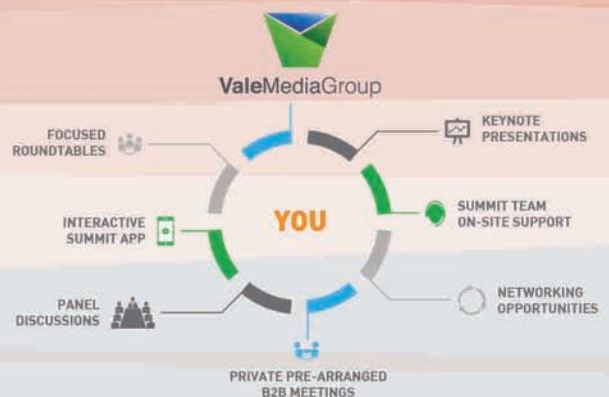 ValeMediaGroup
FOCUSED
ROUNDTABLES
KEYNOTE
PRESENTATIONS
INTERACTIVE
SUMMIT APP
YOU
SUMMIT TEAM
ON-SITE SUPPORT
PANEL
DISCUSSIONS
NETWORKING
OPPORTUNITIES
PRIVATE PRE-ARRANGED
B2B MEETINGS